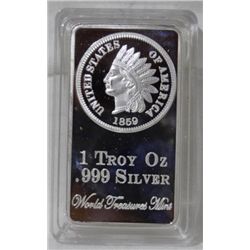 UNITED STATES OF AMERICA
1859
1 TROY OZ
.999 SILVER
World Treasures Mint